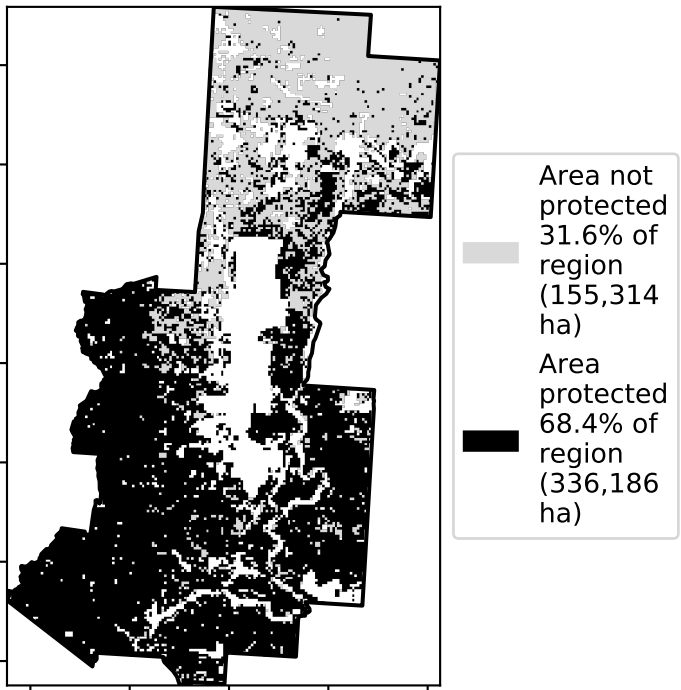 Area not
protected
31.6% of
region
(155,314
ha)
Area
protected
68.4% of
region
(336,186
ha)